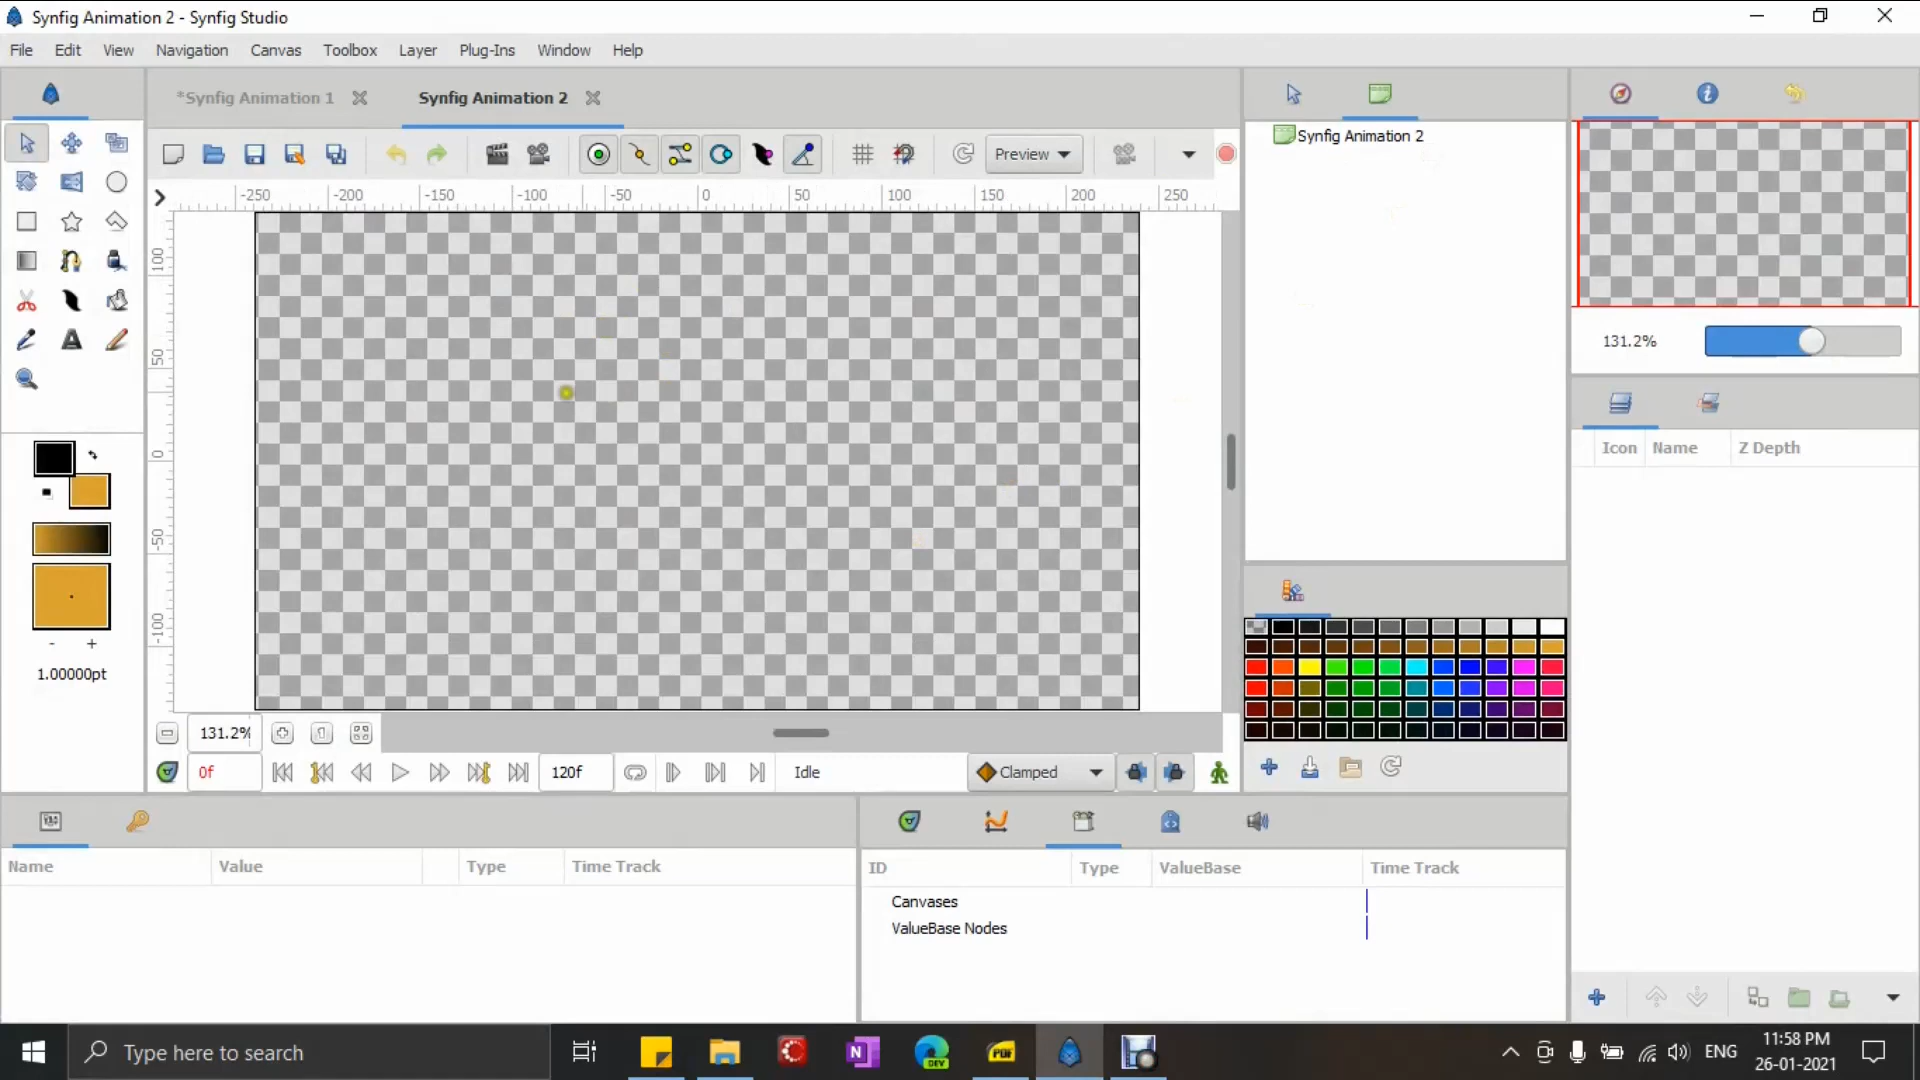 Synfig Animation 2 - Synfig Studio
File Edit View Navigation Canvas Toolbox Layer Plug-Ins Window Help
*Synfig Animation 1 Synfig Animation 2
Preview
-250 -200 -150 -100 -50 0 50 100 150 200 250
100
50
0
-50
-100
Synfig Animation 2
131.2%
Icon Name Z Depth
1.00000pt
131.2%
0f 120f Idle Clamped
Name Value Type Time Track
ID Type ValueBase Time Track
Canvases
ValueBase Nodes
Type here to search
N
DEV
PDF
ENG
11:58 PM
26-01-2021